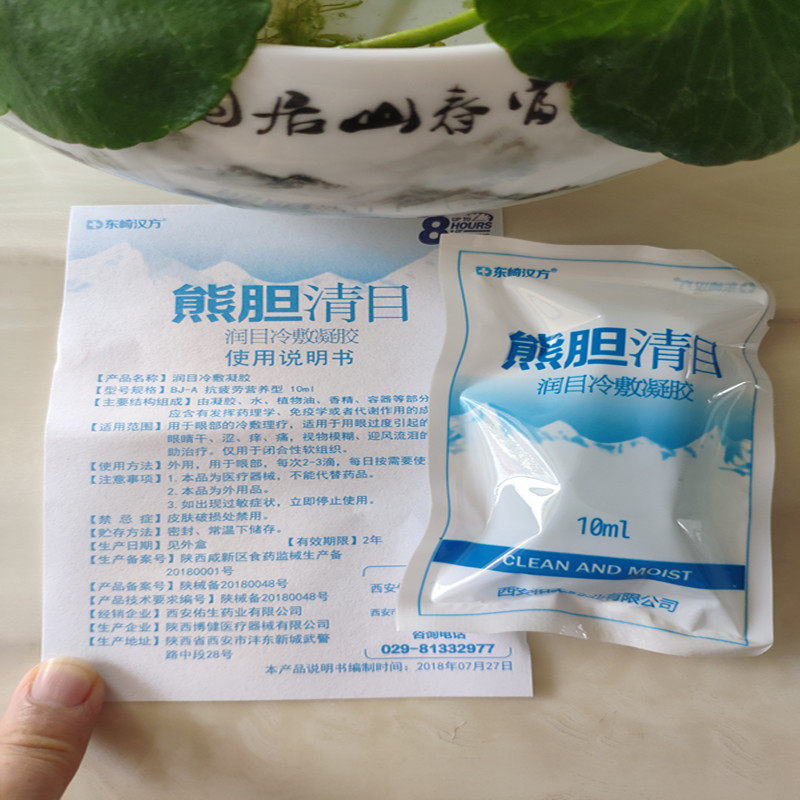 居山春富
东崎汉方
8 UP TO HOURS
熊胆清目
润目冷敷凝胶
使用说明书
【产品名称】润目冷敷凝胶
【型号规格】BJ-A 抗疲劳营养型 10ml
【主要结构组成】由凝胶、水、植物油、香精、容器等部分
应含有发挥药理学、免疫学或者代谢作用的成
【适用范围】用于眼部的冷敷理疗，适用于用眼过度引起的
眼睛干、涩、痒、痛，视物模糊、迎风流泪的
助治疗。仅用于闭合性软组织。
【使用方法】外用，用于眼部，每次2-3滴，每日按需要使
【注意事项】1. 本品为医疗器械，不能代替药品。
2. 本品为外用品。
3. 如出现过敏症状，立即停止使用。
【禁忌症】皮肤破损处禁用。
【贮存方法】密封、常温下储存。
【生产日期】见外盒 【有效期限】2年
【生产备案号】陕西咸新区食药监械生产备
20180001号
【产品备案号】陕械备20180048号
【产品技术要求编号】陕械备20180048号
【经销企业】西安佑生药业有限公司
【生产企业】陕西博健医疗器械有限公司
【生产地址】陕西省西安市沣东新城武警
路中段28号
西安
西安
咨询电话
029-81332977
本产品说明书编制时间：2018年07月27日
东崎汉方
熊胆清目
润目冷敷凝胶
10ml
CLEAN AND MOIST
西安 业有限公司